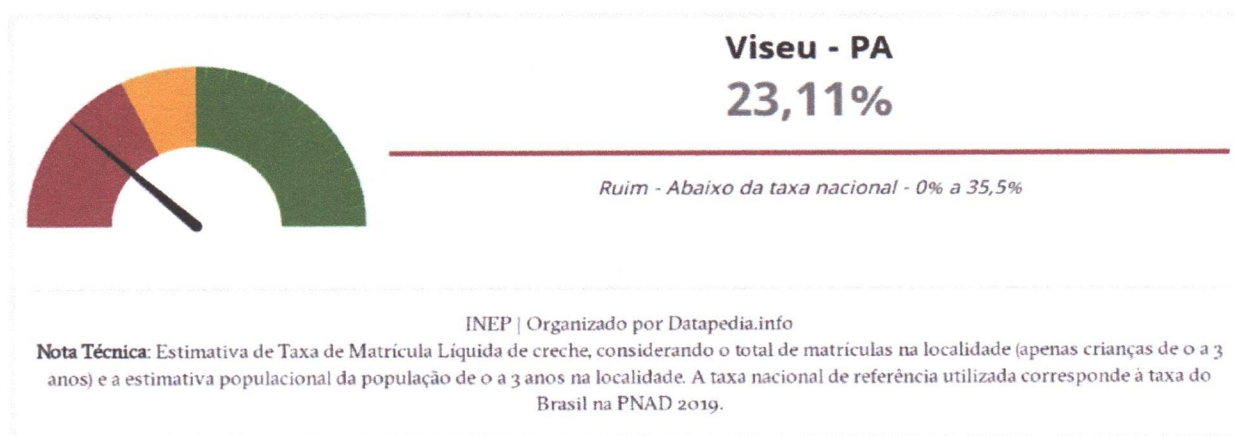 Viseu - PA
23,11%
Ruim - Abaixo da taxa nacional - 0% a 35,5%
INEP | Organizado por Datapedia.info
Nota Técnica: Estimativa de Taxa de Matrícula Líquida de creche, considerando o total de matrículas na localidade (apenas crianças de 0 a 3
anos) e a estimativa populacional da população de 0 a 3 anos na localidade. A taxa nacional de referência utilizada corresponde à taxa do
Brasil na PNAD 2019.